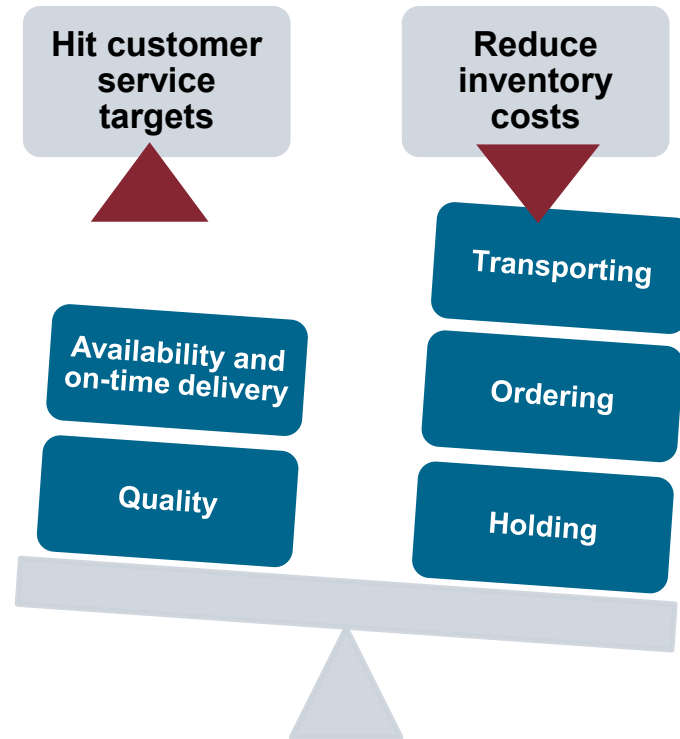 Hit customer
service
targets
Reduce
inventory
costs
Availability and
on-time delivery
Quality
Transporting
Ordering
Holding